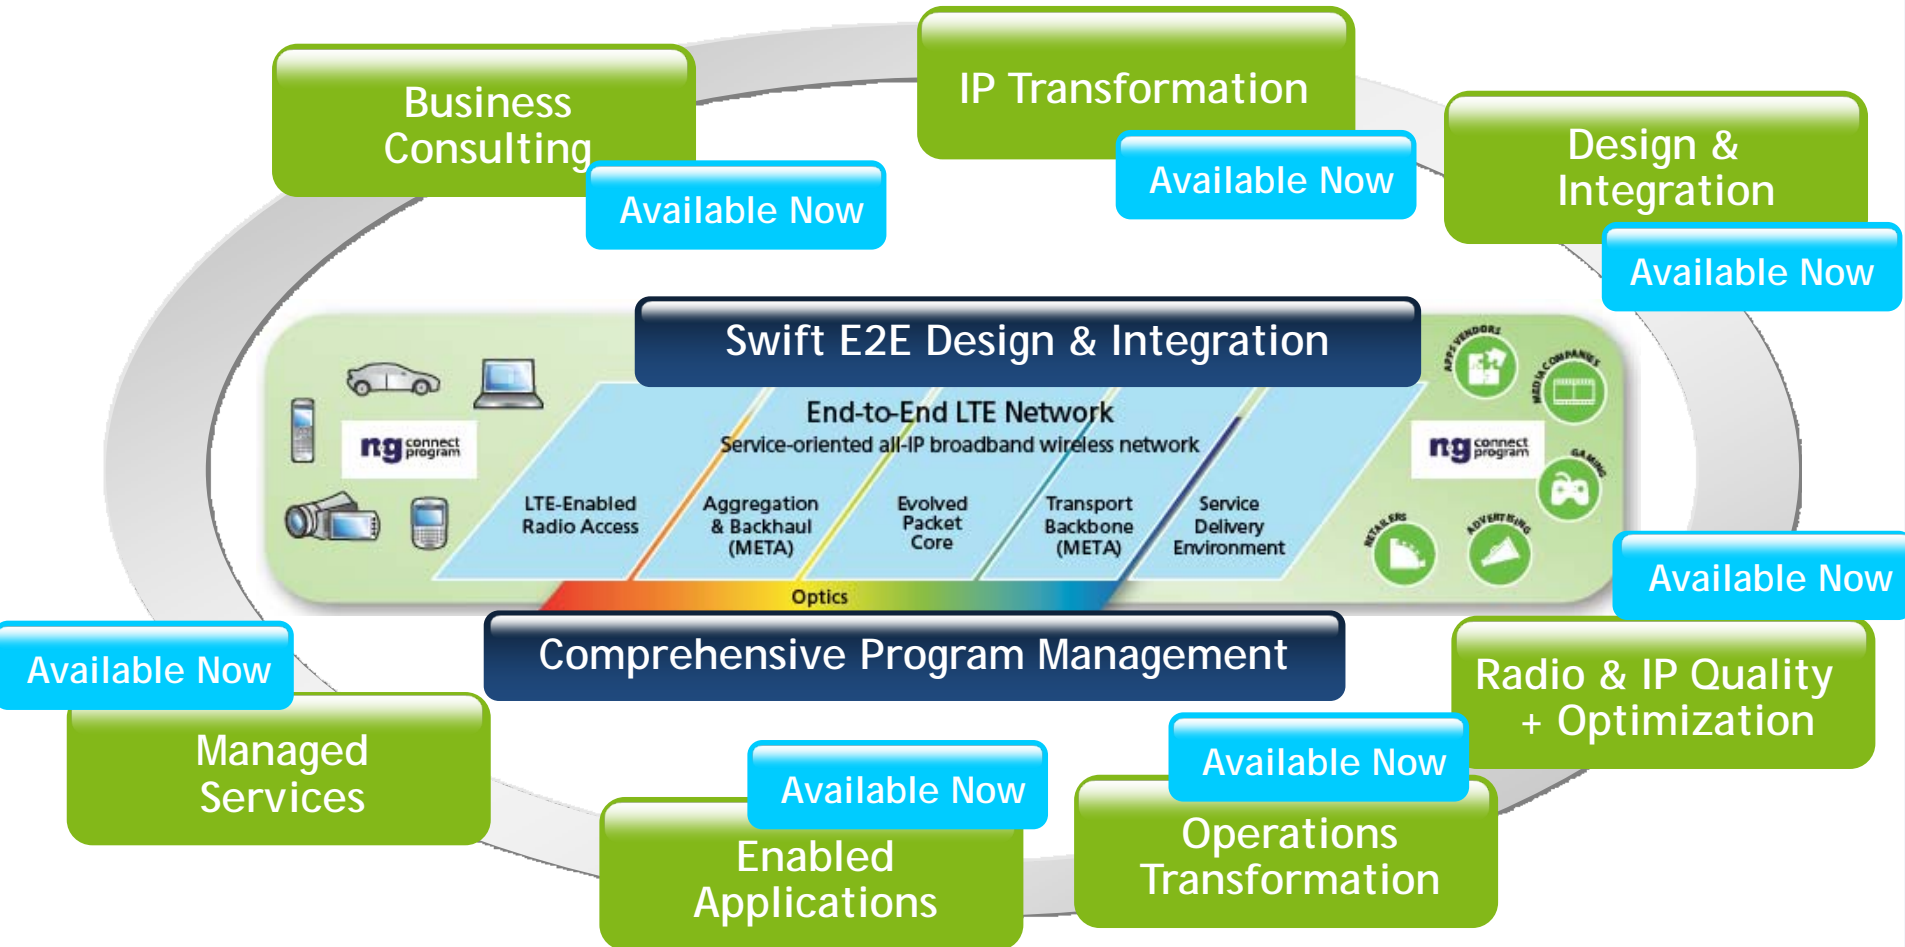 Business
Consulting
Available Now
IP Transformation
Available Now
Design &
Integration
Available Now
Swift E2E Design & Integration
End-to-End LTE Network
Service-oriented all-IP broadband wireless network
ng connect
program
LTE-Enabled
Radio Access
Aggregation
& Backhaul
(META)
Evolved
Packet
Core
Transport
Backbone
(META)
Service
Delivery
Environment
Optics
APPS VENDORS
MEDIA COMPANIES
ng connect
program
GAMING
ADVERTISING
RETAILERS
Comprehensive Program Management
Available Now
Radio & IP Quality
+ Optimization
Available Now
Managed
Services
Available Now
Enabled
Applications
Available Now
Operations
Transformation